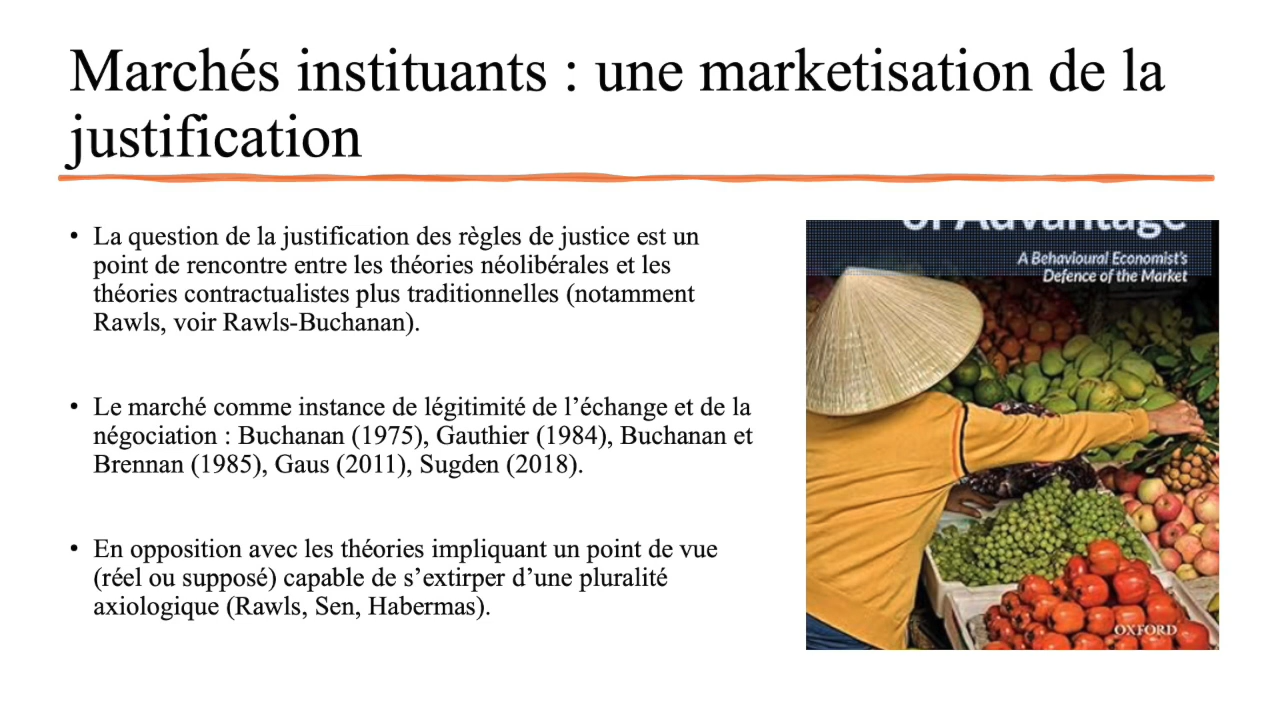 Marchés instituants : une marketisation de la
justification
• La question de la justification des règles de justice est un
point de rencontre entre les théories néolibérales et les
théories contractualistes plus traditionnelles (notamment
Rawls, voir Rawls-Buchanan).
• Le marché comme instance de légitimité de l’échange et de la
négociation : Buchanan (1975), Gauthier (1984), Buchanan et
Brennan (1985), Gaus (2011), Sugden (2018).
• En opposition avec les théories impliquant un point de vue
(réel ou supposé) capable de s’extirper d’une pluralité
axiologique (Rawls, Sen, Habermas).
of Advantage
A Behavioural Economist’s
Defence of the Market
OXFORD